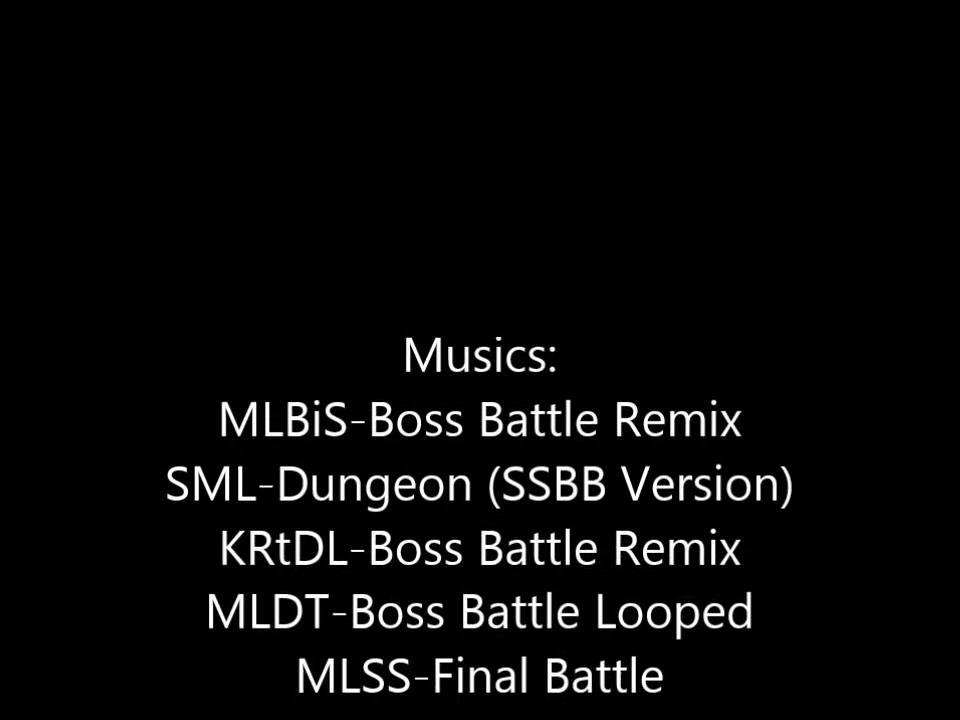 Musics:
MLBiS-Boss Battle Remix
SML-Dungeon (SSBB Version)
KRtDL-Boss Battle Remix
MLDT-Boss Battle Looped
MLSS-Final Battle